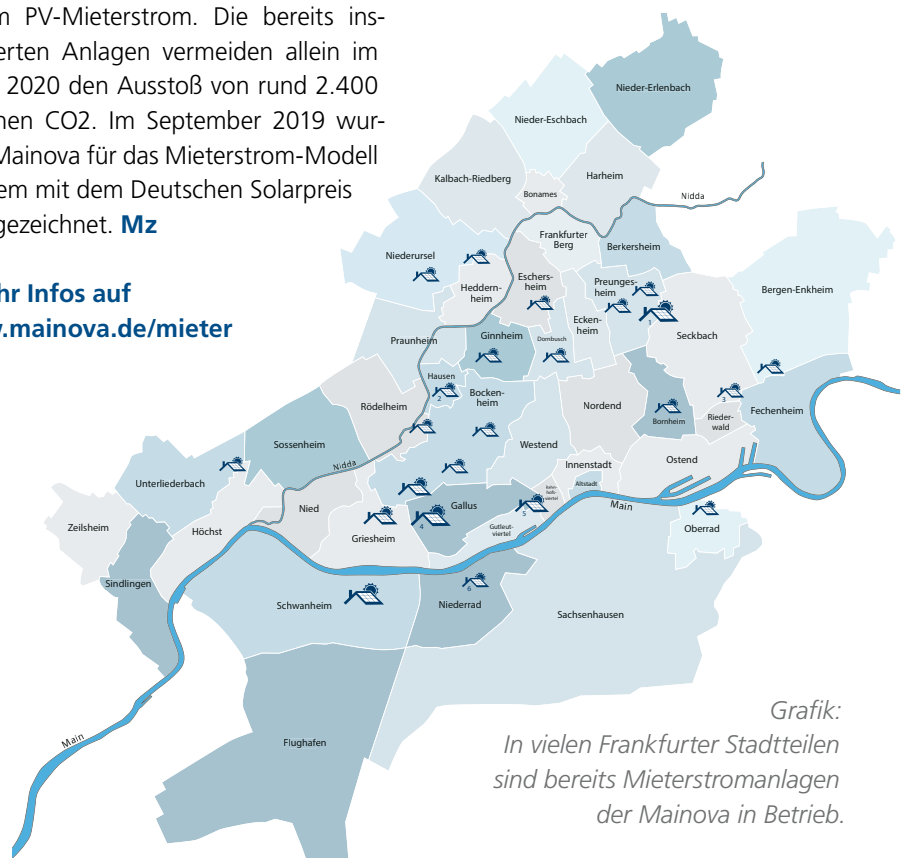 m PV-Mieterstrom. Die bereits ins-
erten Anlagen vermeiden allein im
2020 den Ausstoß von rund 2.400
nen CO2. Im September 2019 wur-
Mainova für das Mieterstrom-Modell
em mit dem Deutschen Solarpreis
gezeichnet. Mz
hr Infos auf
v.mainova.de/mieter
Nieder-Erlenbach
Nieder-Eschbach
Kalbach-Riedberg
Harheim
Bonames
Nidda
Frankfurter
Berg
Niederursel
Berkersheim
Heddern-
heim
Eschers-
heim
Preunges-
heim
Bergen-Enkheim
Ecken-
heim
1
Seckbach
Praunheim
Ginnheim
Dornbusch
Hausen
2
Bocken-
heim
Rödelheim
Nordend
Bornheim
3
Rieder-
wald
Fechenheim
Sossenheim
Westend
Nidda
Innenstadt
Ostend
Unterliederbach
Bahn-
hofs-
viertel
Altstadt
Zeilsheim
Höchst
Nied
Griesheim
4
Gallus
5
Gutleut-
viertel
Main
Oberrad
Sindlingen
Schwanheim
6
Niederrad
Sachsenhausen
Main
Flughafen
Grafik:
In vielen Frankfurter Stadtteilen
sind bereits Mieterstromanlagen
der Mainova in Betrieb.